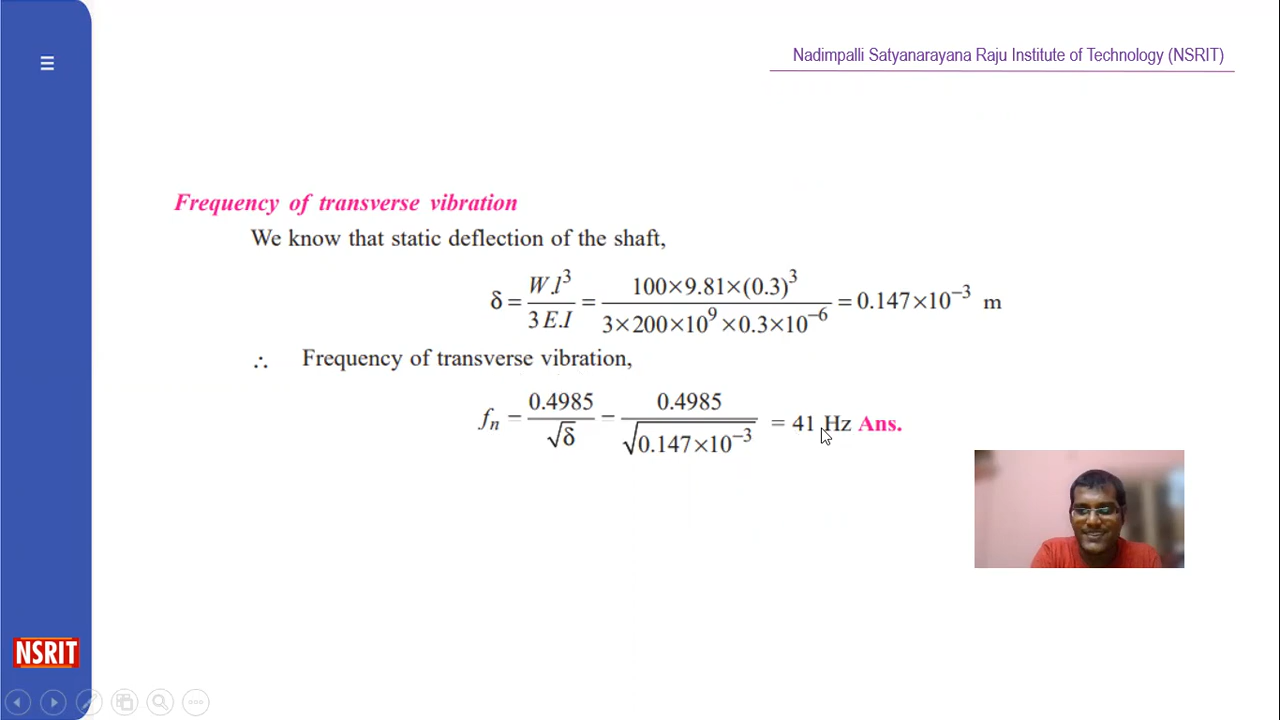 Nadimpalli Satyanarayana Raju Institute of Technology (NSRIT)
Frequency of transverse vibration
We know that static deflection of the shaft,
δ = W.l³ / 3 E.I = 100×9.81×(0.3)³ / 3×200×10⁹×0.3×10⁻⁶ = 0.147×10⁻³ m
∴ Frequency of transverse vibration,
fₙ = 0.4985 / √δ = 0.4985 / √0.147×10⁻³ = 41 Hz Ans.
NSRIT